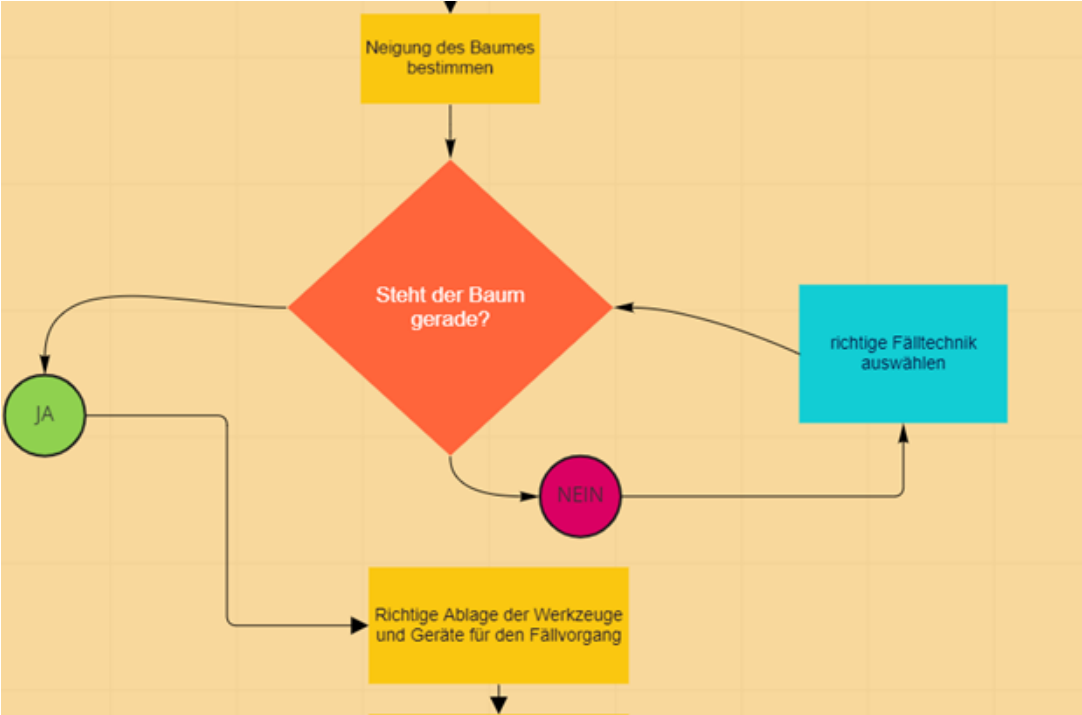 Neigung des Baumes
bestimmen
Steht der Baum
gerade?
richtige Fälltechnik
auswählen
JA
NEIN
Richtige Ablage der Werkzeuge
und Geräte für den Fällvorgang